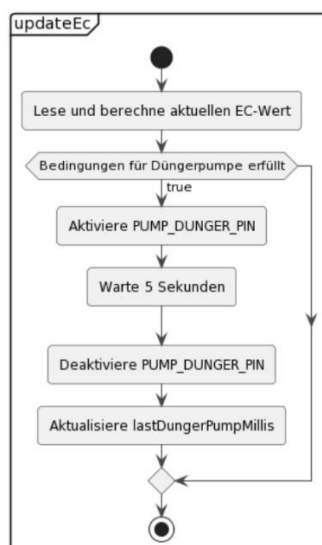 updateEc
Lese und berechne aktuellen EC-Wert
Bedingungen für Düngerpumpe erfüllt
true
Aktiviere PUMP_DUNGER_PIN
Warte 5 Sekunden
Deaktiviere PUMP_DUNGER_PIN
Aktualisiere lastDungerPumpMillis